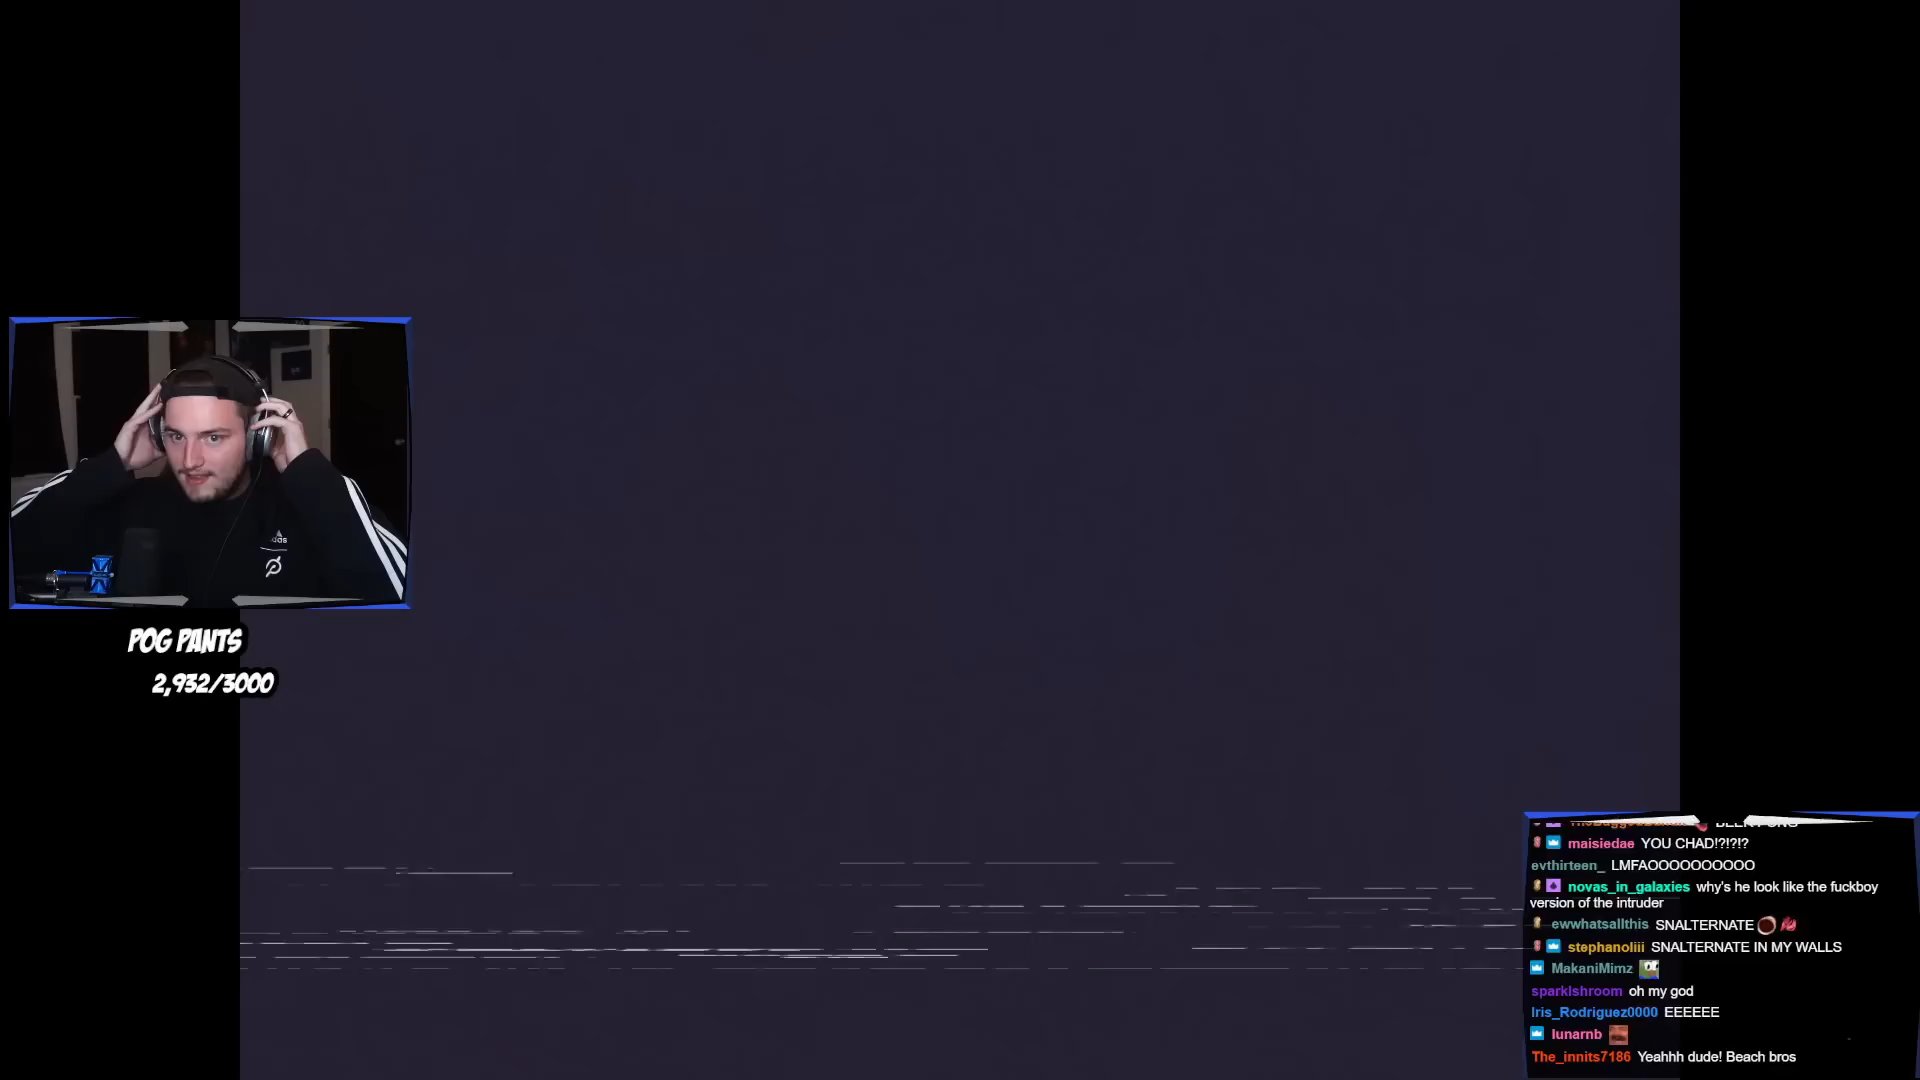 POG PANTS
2,932/3000
maisiedae YOU CHAD!?!?!?
evthirteen_ LMFAOOOOOOOOOO
novas_in_galaxies why's he look like the fuckboy
version of the intruder
ewwhatsallthis SNALTERNATE
stephanoliii SNALTERNATE IN MY WALLS
MakaniMimz
sparklshroom oh my god
Iris_Rodriguez0000 EEEEEE
lunarnb
The_innits7186 Yeahhh dude! Beach bros